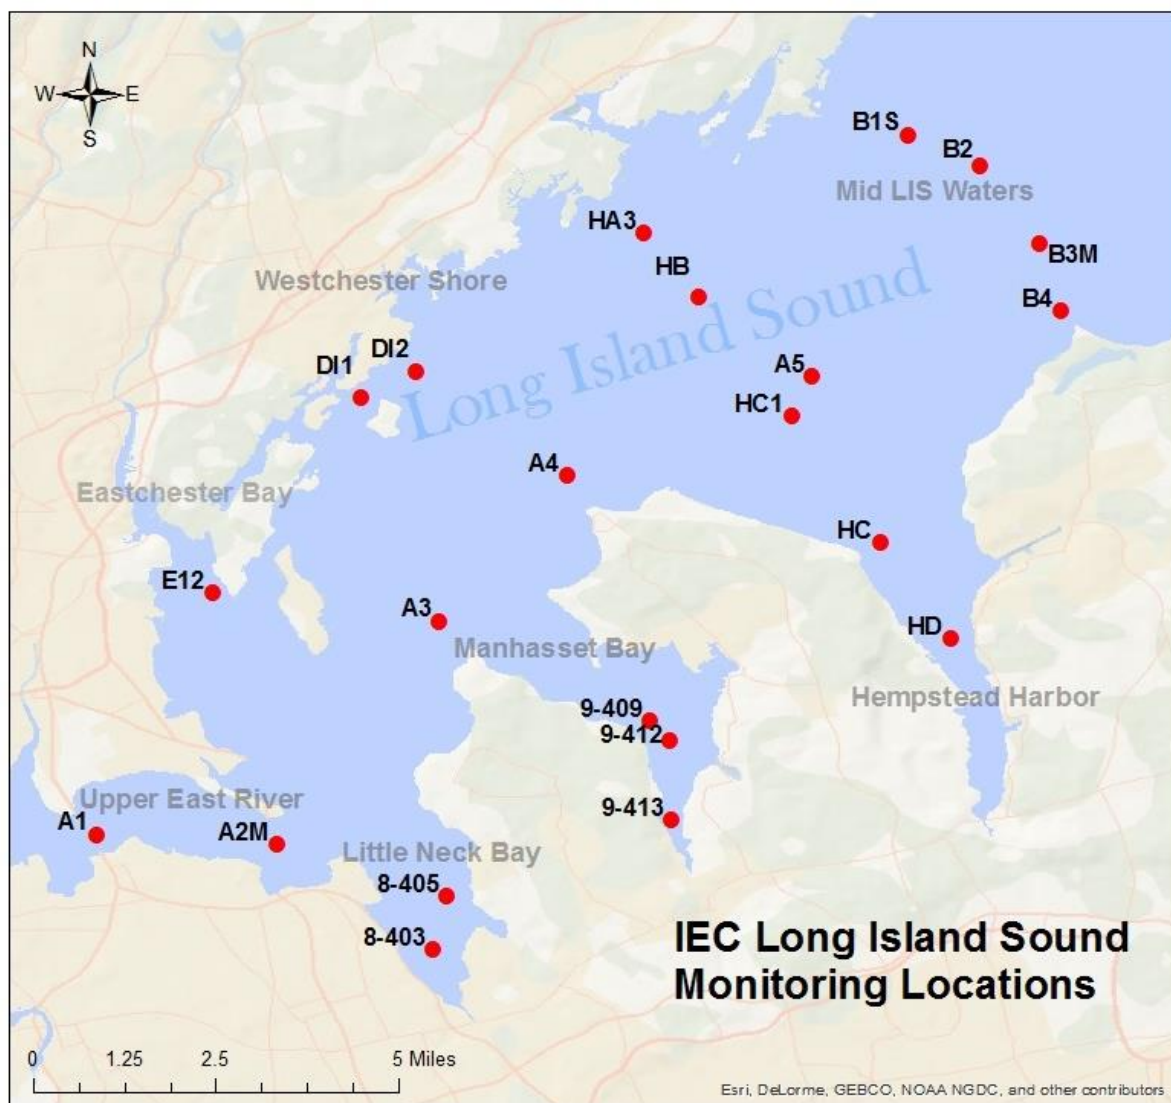 N
W E
S
B1S
B2
Mid LIS Waters
HA3
B3M
HB
Westchester Shore
B4
Long Island Sound
DI2
DI1
A5
HC1
A4
Eastchester Bay
HC
E12
A3
HD
Manhasset Bay
Hempstead Harbor
9-409
9-412
Upper East River
9-413
A1
A2M
Little Neck Bay
8-405
8-403
IEC Long Island Sound
Monitoring Locations
0 1.25 2.5 5 Miles
Esri, DeLorme, GEBCO, NOAA NGDC, and other contributors